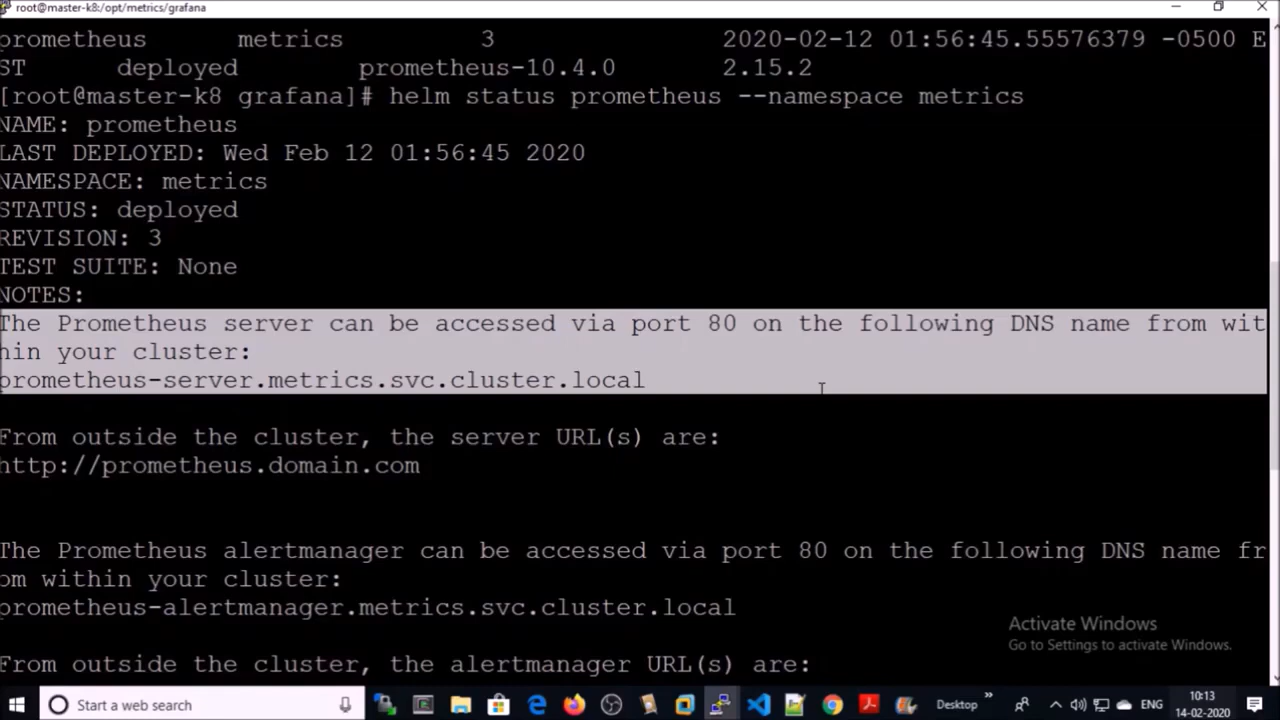 root@master-k8:/opt/metrics/grafana
prometheus metrics 3 2020-02-12 01:56:45.55576379 -0500 E
ST deployed prometheus-10.4.0 2.15.2
[root@master-k8 grafana]# helm status prometheus --namespace metrics
NAME: prometheus
LAST DEPLOYED: Wed Feb 12 01:56:45 2020
NAMESPACE: metrics
STATUS: deployed
REVISION: 3
TEST SUITE: None
NOTES:
The Prometheus server can be accessed via port 80 on the following DNS name from wit
hin your cluster:
prometheus-server.metrics.svc.cluster.local
From outside the cluster, the server URL(s) are:
http://prometheus.domain.com
The Prometheus alertmanager can be accessed via port 80 on the following DNS name fr
om within your cluster:
prometheus-alertmanager.metrics.svc.cluster.local
From outside the cluster, the alertmanager URL(s) are:
Activate Windows
Go to Settings to activate Windows.
Start a web search
Desktop
ENG
10:13
14-02-2020